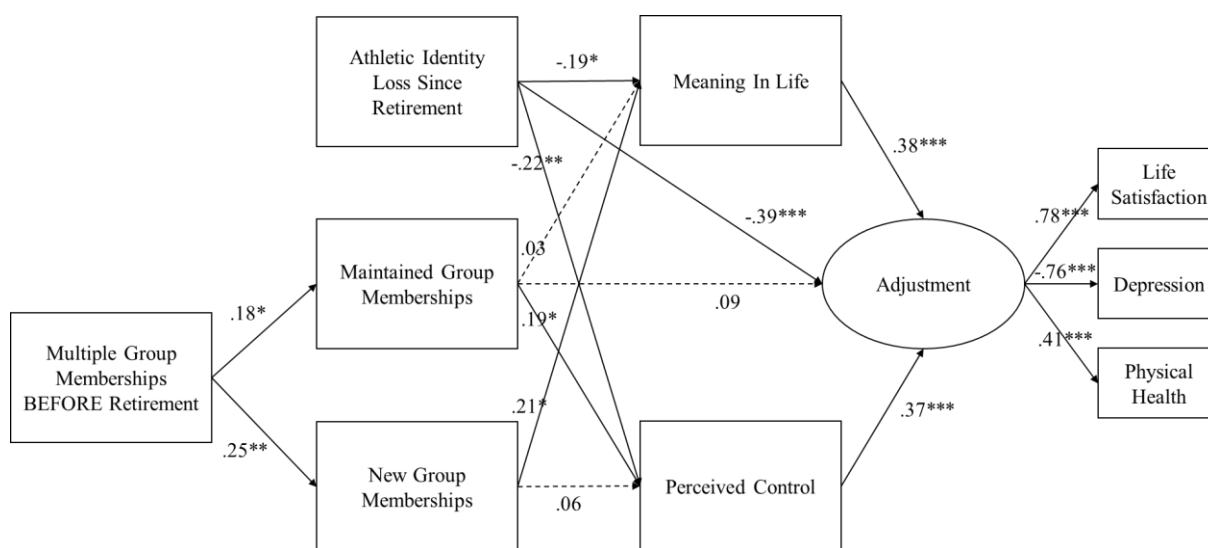 Athletic Identity
Loss Since
Retirement
-.19*
Meaning In Life
-.22**
.38***
-.39***
Life
Satisfaction
.78***
.03
Maintained Group
Memberships
.09
Adjustment
-.76***
Depression
.18*
.19*
.41***
Multiple Group
Memberships
BEFORE Retirement
Physical
Health
.21*
.37***
.25**
New Group
Memberships
.06
Perceived Control